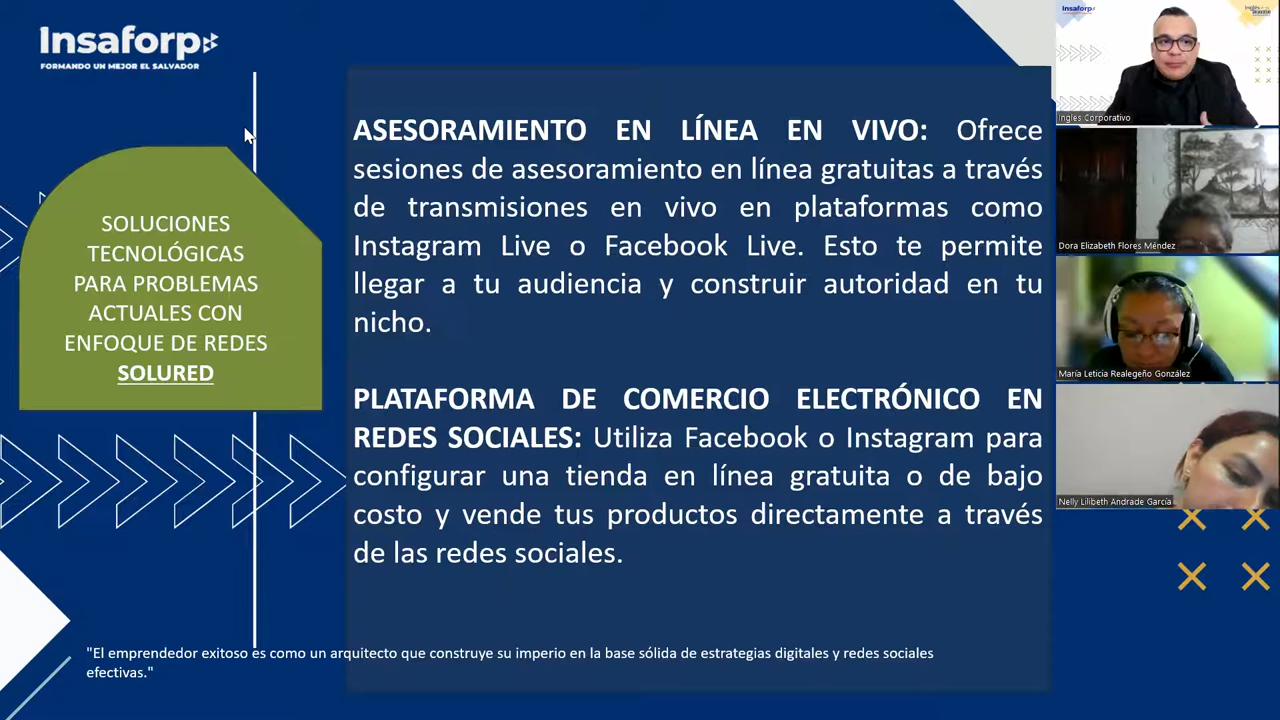 Insaforp
FORMANDO UN MEJOR EL SALVADOR
SOLUCIONES
TECNOLÓGICAS
PARA PROBLEMAS
ACTUALES CON
ENFOQUE DE REDES
SOLURED
ASESORAMIENTO EN LÍNEA EN VIVO: Ofrece
sesiones de asesoramiento en línea gratuitas a través
de transmisiones en vivo en plataformas como
Instagram Live o Facebook Live. Esto te permite
llegar a tu audiencia y construir autoridad en tu
nicho.
PLATAFORMA DE COMERCIO ELECTRÓNICO EN
REDES SOCIALES: Utiliza Facebook o Instagram para
configurar una tienda en línea gratuita o de bajo
costo y vende tus productos directamente a través
de las redes sociales.
"El emprendedor exitoso es como un arquitecto que construye su imperio en la base sólida de estrategias digitales y redes sociales
efectivas."
Insaforp
Ingles Corporativo
Dora Elizabeth Flores Méndez
María Leticia Realegeño González
Nelly Lilibeth Andrade García